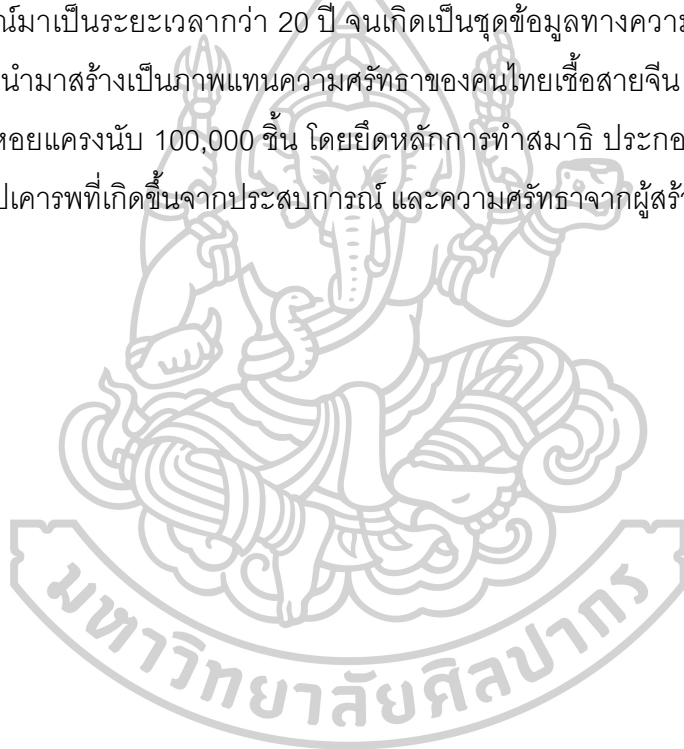 ณ์มาเป็นระยะเวลากว่า 20 ปี จนเกิดเป็นชุดข้อมูลทางความ
นำมาสร้างเป็นภาพแทนความศรัทธาของคนไทยเชื้อสายจีน
หอยแครงนับ 100,000 ชิ้น โดยยึดหลักการทำสมาธิ ประกอ
ปเคารพที่เกิดขึ้นจากประสบการณ์ และความศรัทธาจากผู้สร้า
มหาวิทยาลัยศิลปากร